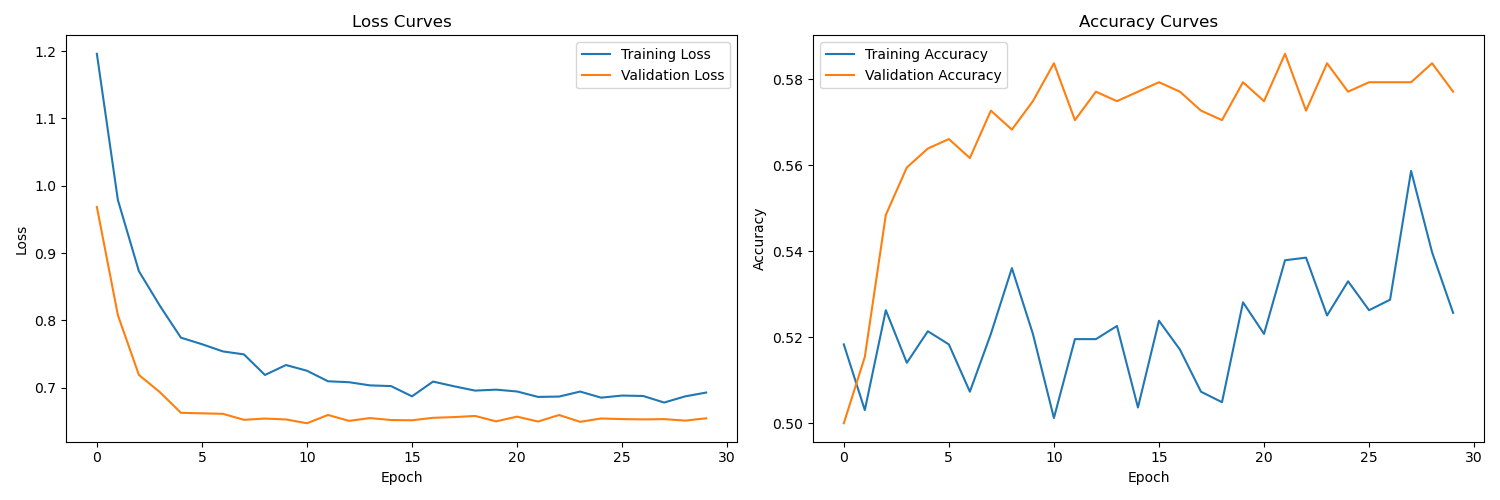 Loss Curves
Training Loss
Validation Loss
1.2
1.1
1.0
0.9
0.8
0.7
Loss
0 5 10 15 20 25 30
Epoch
Accuracy Curves
Training Accuracy
Validation Accuracy
0.58
0.56
0.54
0.52
0.50
Accuracy
0 5 10 15 20 25 30
Epoch